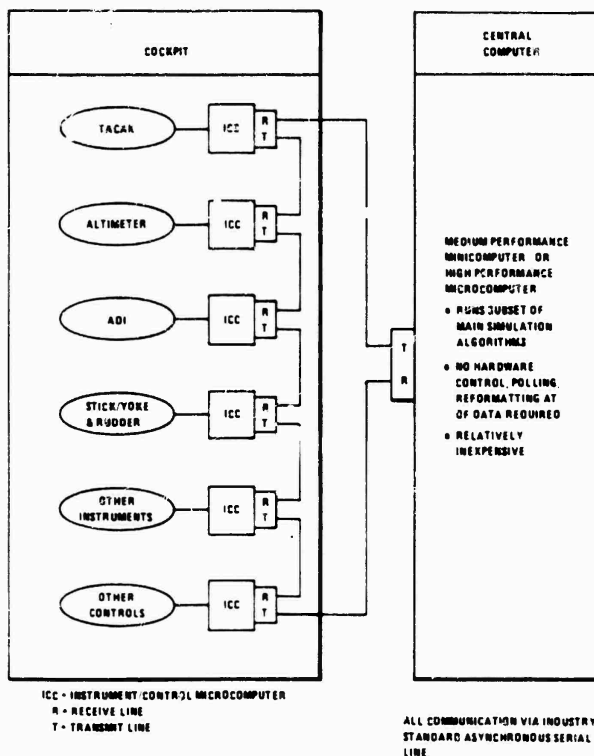 COCKPIT
TACAN
ICC
R
T
ALTIMETER
ICC
R
T
ADI
ICC
R
T
STICK/YOKE
& RUDDER
ICC
R
T
OTHER
INSTRUMENTS
ICC
R
T
OTHER
CONTROLS
ICC
R
T
ICC - INSTRUMENT/CONTROL MICROCOMPUTER
R - RECEIVE LINE
T - TRANSMIT LINE
CENTRAL
COMPUTER
T
R
MEDIUM PERFORMANCE
MINICOMPUTER OR
HIGH PERFORMANCE
MICROCOMPUTER
• RUNS SUBSET OF
MAIN SIMULATION
ALGORITHMS
• NO HARDWARE
CONTROL, POLLING,
REFORMATTING AT
OF DATA REQUIRED
• RELATIVELY
INEXPENSIVE
ALL COMMUNICATION VIA INDUSTRY
STANDARD ASYNCHRONOUS SERIAL
LINE